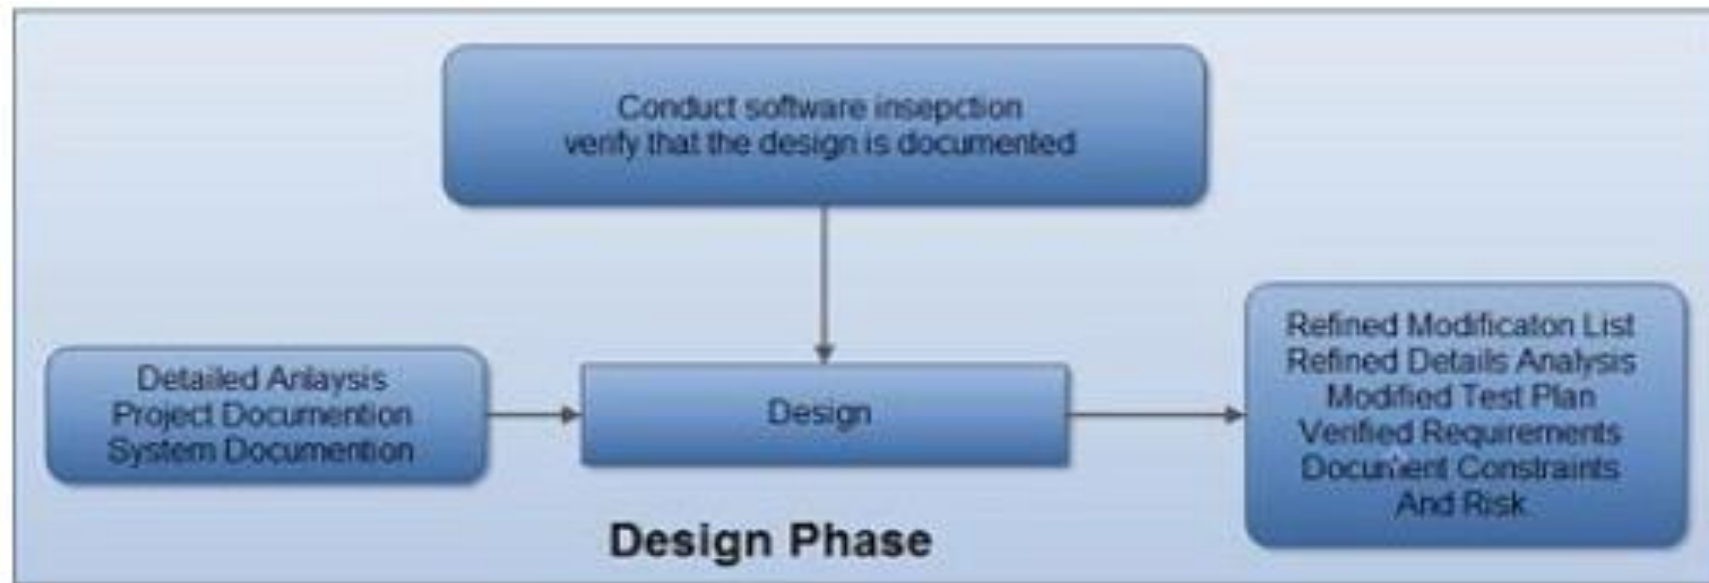 Conduct software insepction
verify that the design is documented
Detailed Anlaysis
Project Documention
System Documention
Design
Refined Modificaton List
Refined Details Analysis
Modified Test Plan
Verified Requirements
Document Constraints
And Risk
Design Phase